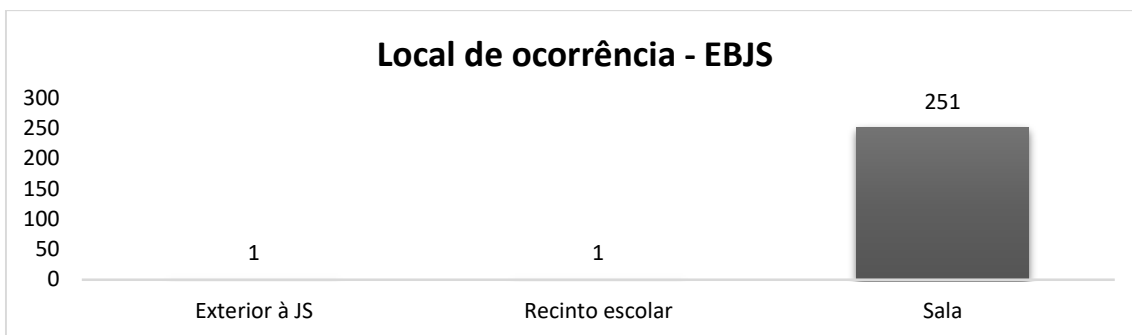 Local de ocorrência - EBJS
300
250
200
150
100
50
0
251
1
1
Exterior à JS
Recinto escolar
Sala